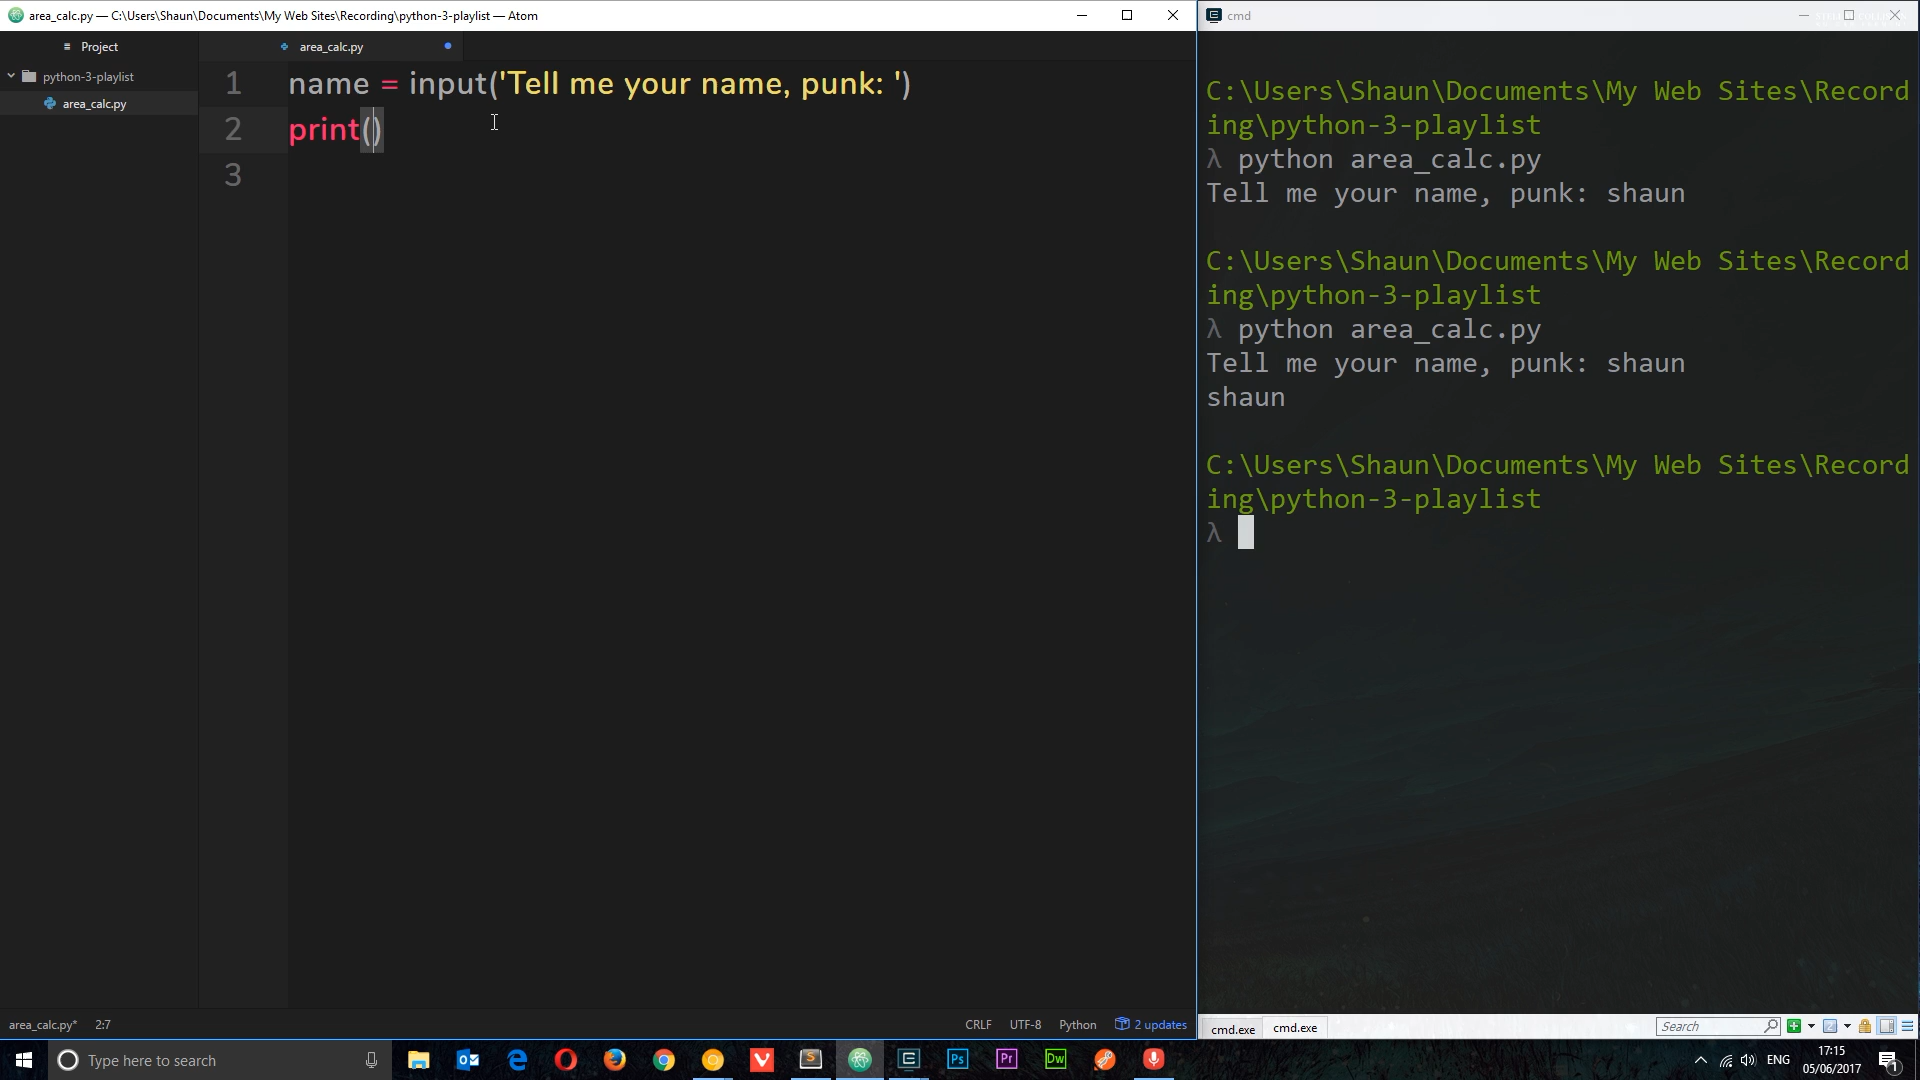 area_calc.py — C:\Users\Shaun\Documents\My Web Sites\Recording\python-3-playlist — Atom
Project
python-3-playlist
area_calc.py
area_calc.py
1 name = input('Tell me your name, punk: ')
2 print()
3
area_calc.py* 2:7
CRLF UTF-8 Python 2 updates
cmd
C:\Users\Shaun\Documents\My Web Sites\Record
ing\python-3-playlist
λ python area_calc.py
Tell me your name, punk: shaun
C:\Users\Shaun\Documents\My Web Sites\Record
ing\python-3-playlist
λ python area_calc.py
Tell me your name, punk: shaun
shaun
C:\Users\Shaun\Documents\My Web Sites\Record
ing\python-3-playlist
λ
cmd.exe cmd.exe Search
Type here to search
S Ps Pr Dw
ENG
17:15
05/06/2017
1